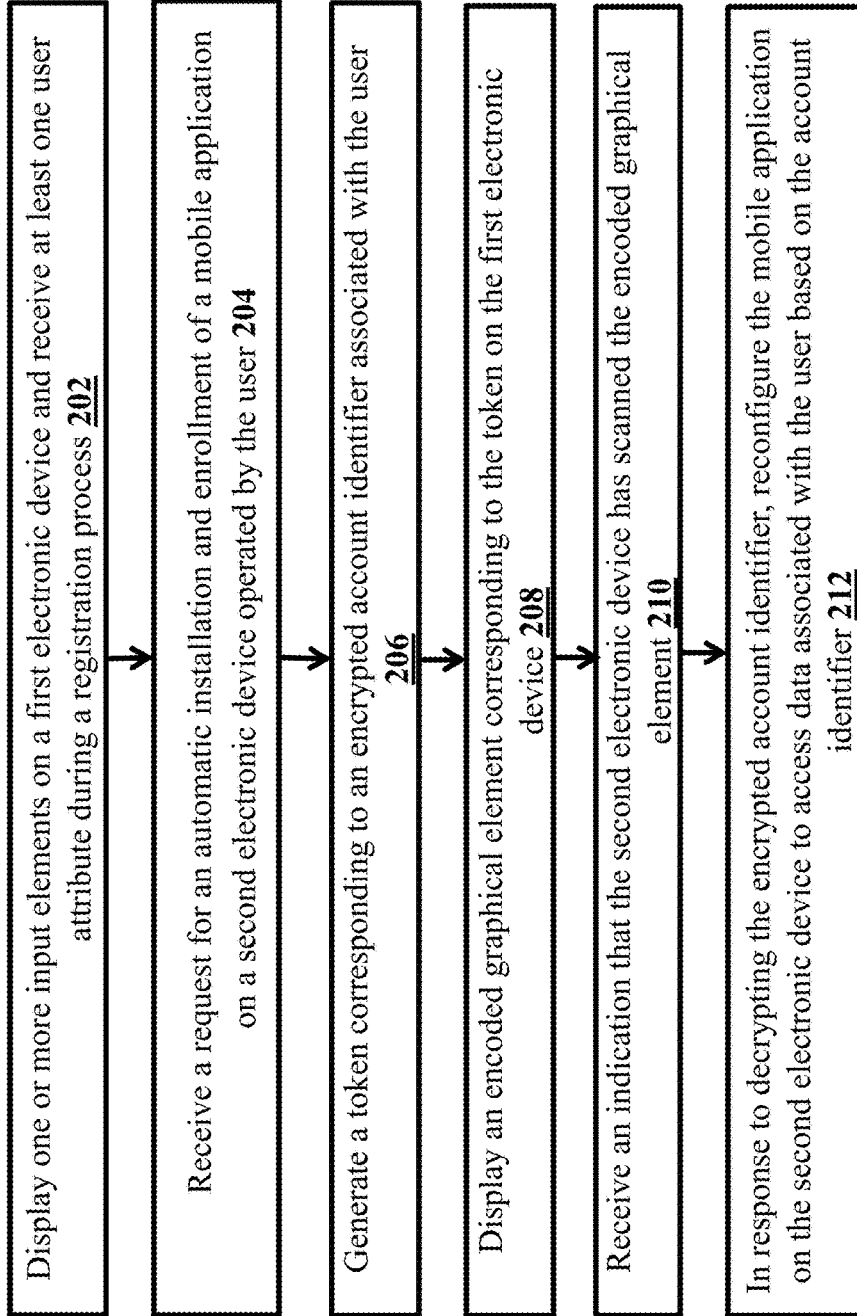 Display one or more input elements on a first electronic device and receive at least one user
attribute during a registration process 202
Receive a request for an automatic installation and enrollment of a mobile application
on a second electronic device operated by the user 204
Generate a token corresponding to an encrypted account identifier associated with the user
206
Display an encoded graphical element corresponding to the token on the first electronic
device 208
Receive an indication that the second electronic device has scanned the encoded graphical
element 210
In response to decrypting the encrypted account identifier, reconfigure the mobile application
on the second electronic device to access data associated with the user based on the account
identifier 212